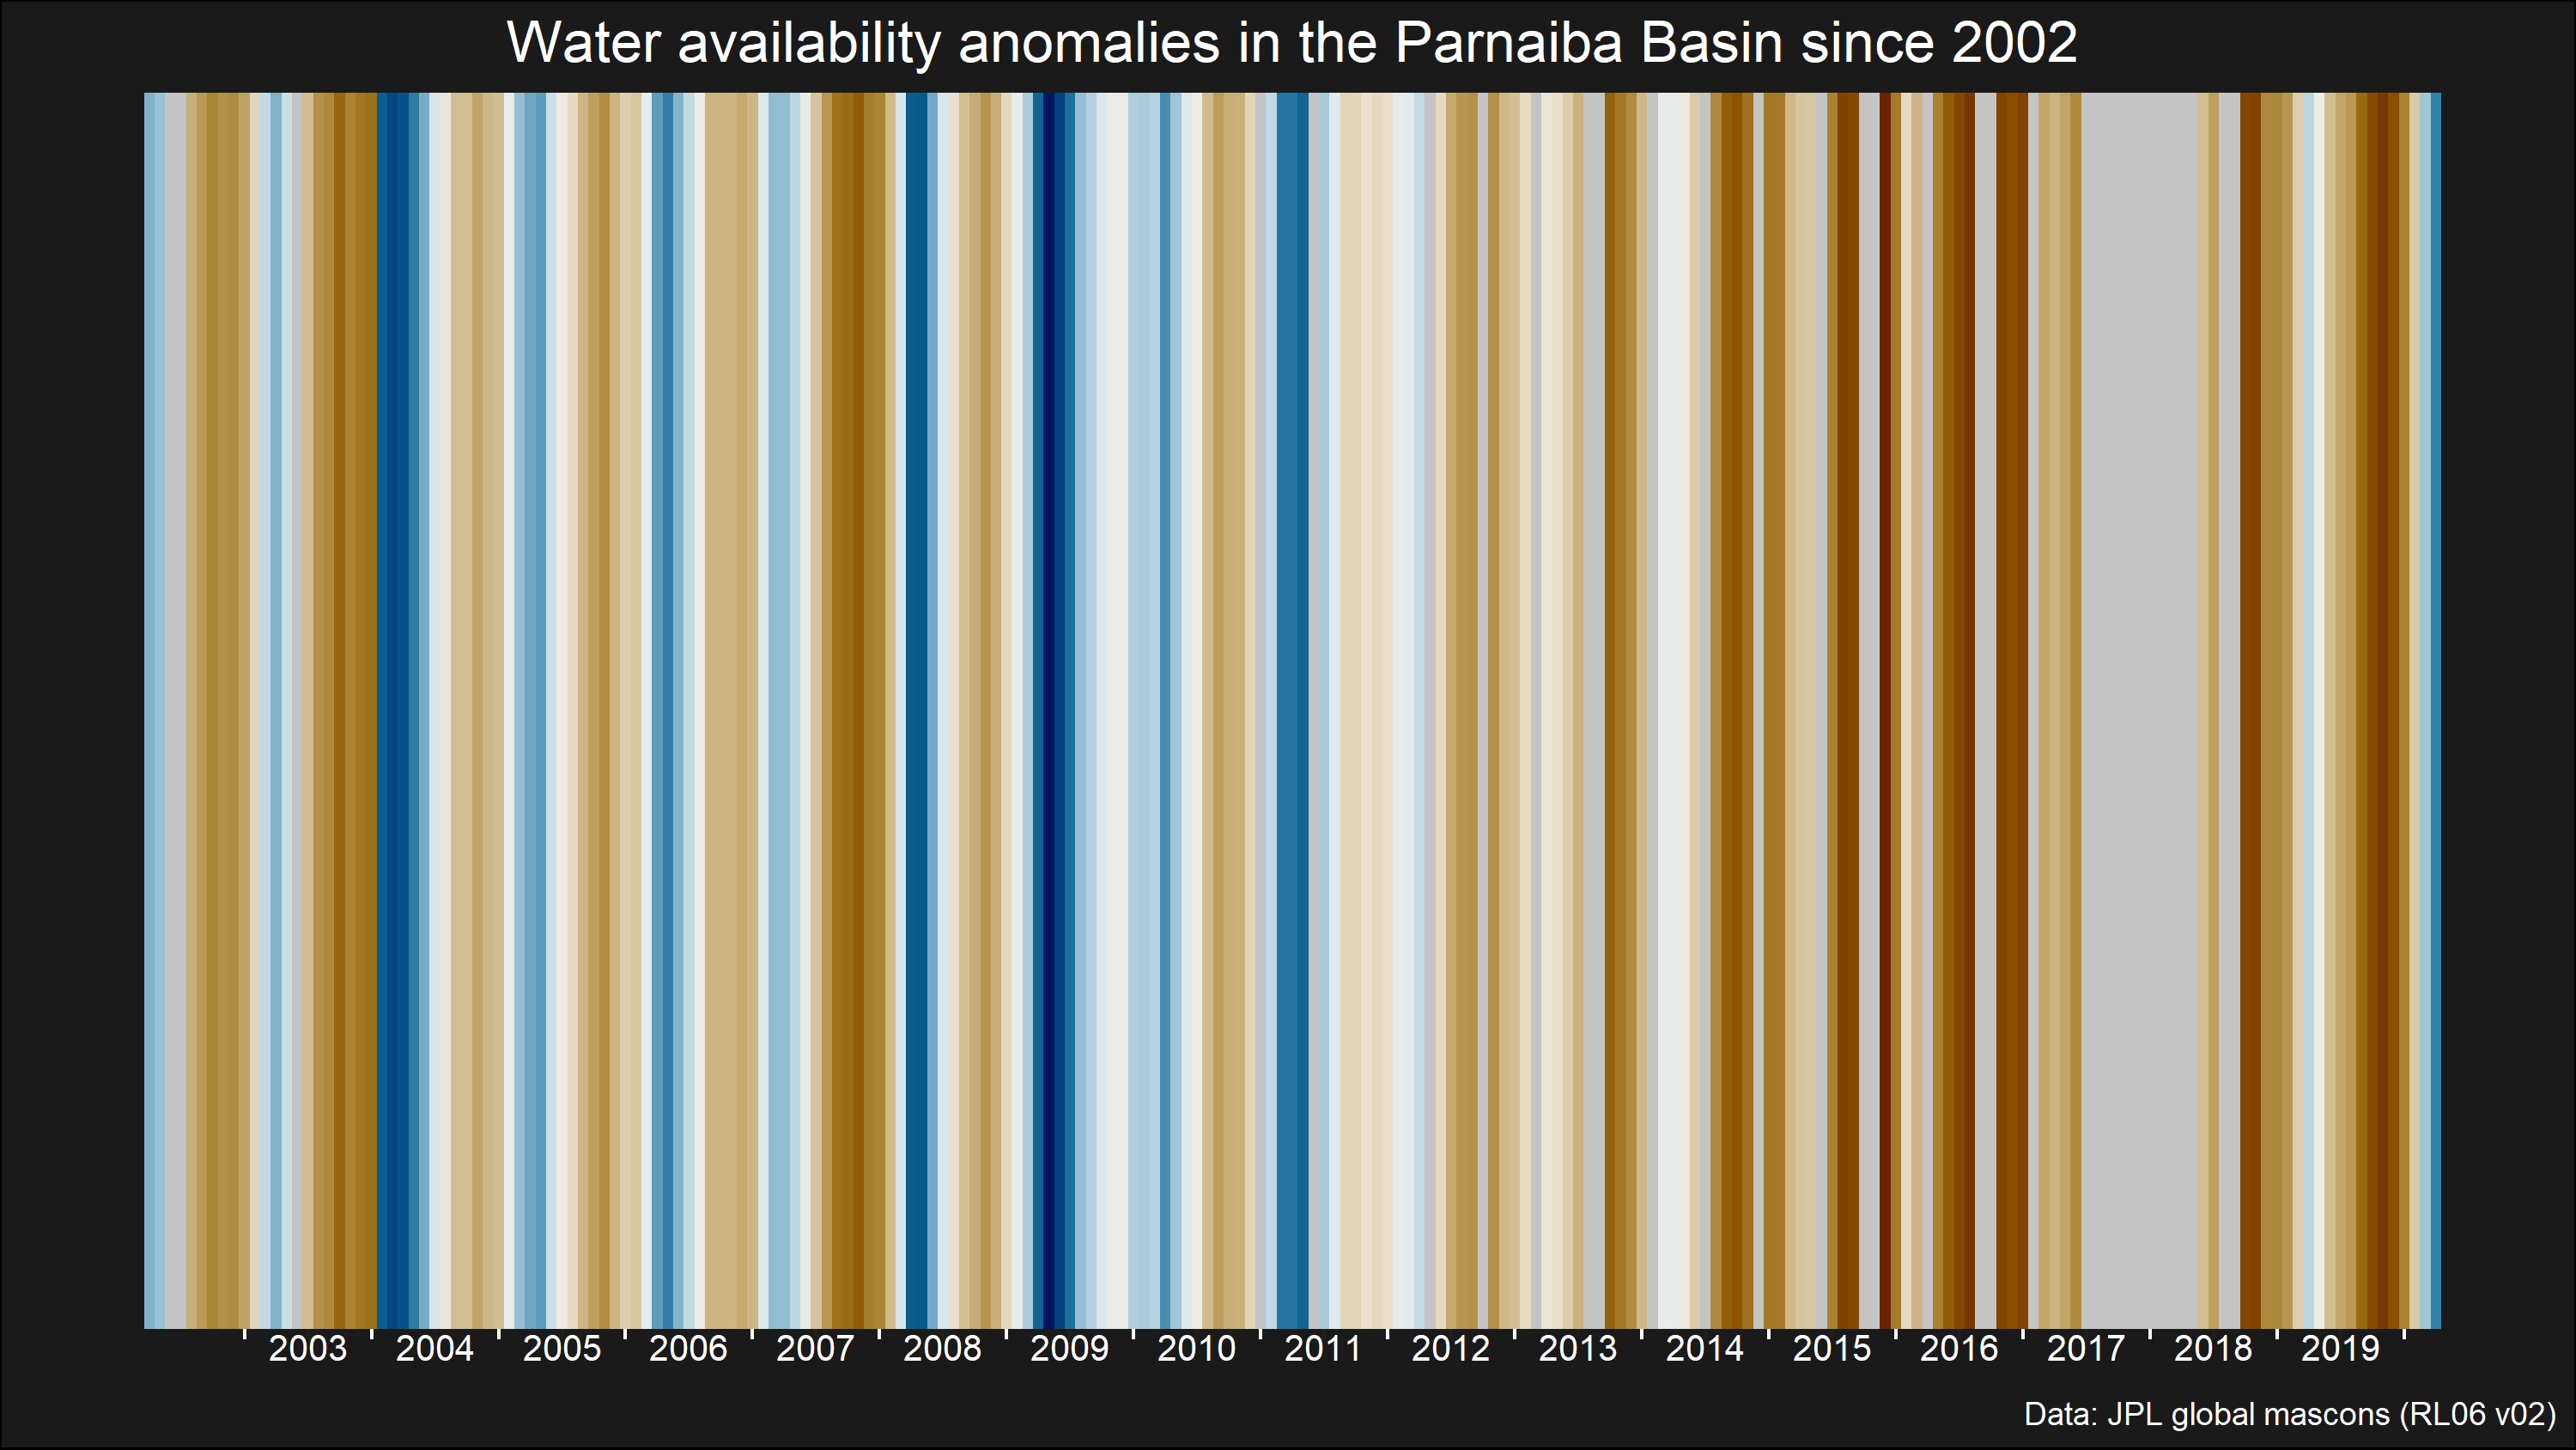 Water availability anomalies in the Parnaiba Basin since 2002
2003 2004 2005 2006 2007 2008 2009 2010 2011 2012 2013 2014 2015 2016 2017 2018 2019
Data: JPL global mascons (RL06 v02)